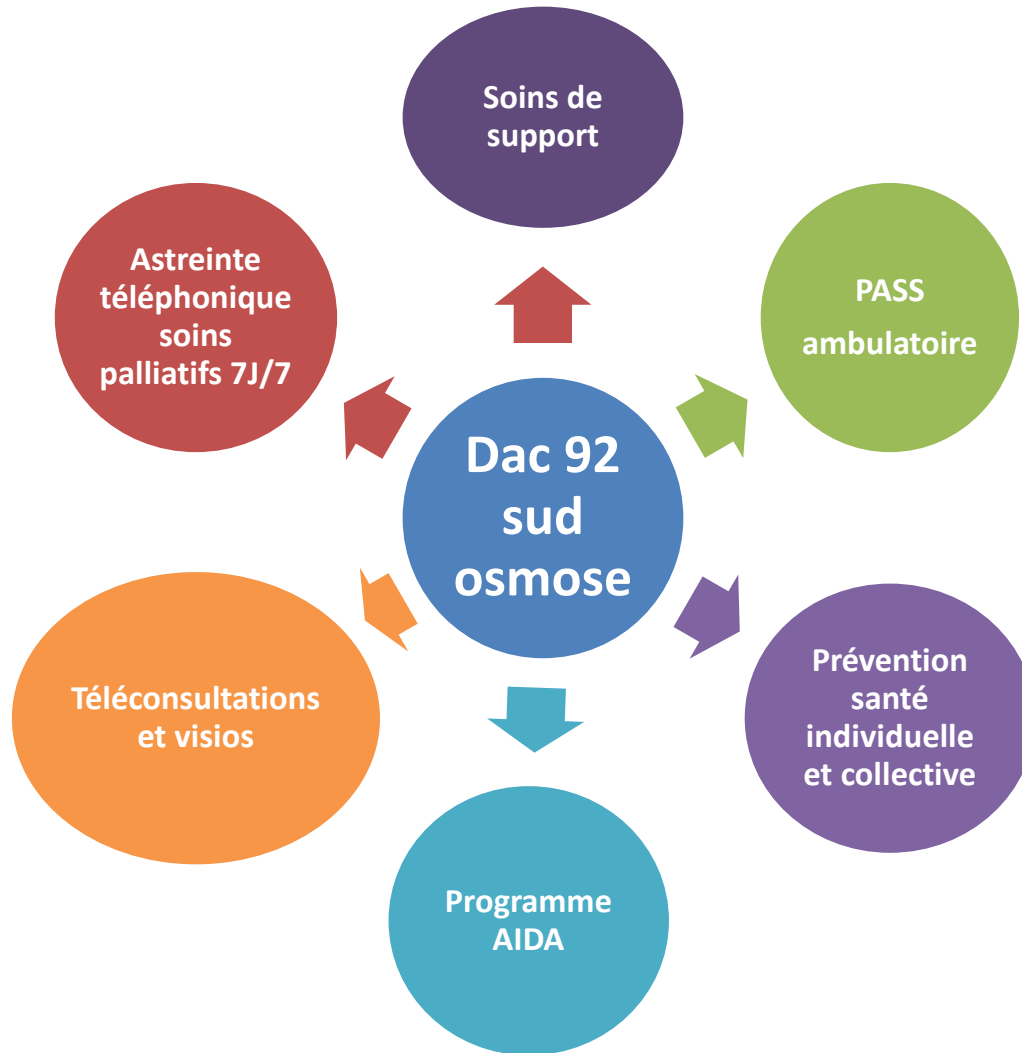 Soins de
support
Astreinte
téléphonique
soins
palliatifs 7J/7
PASS
ambulatoire
Dac 92
sud
osmose
Téléconsultations
et visios
Prévention
santé
individuelle
et collective
Programme
AIDA